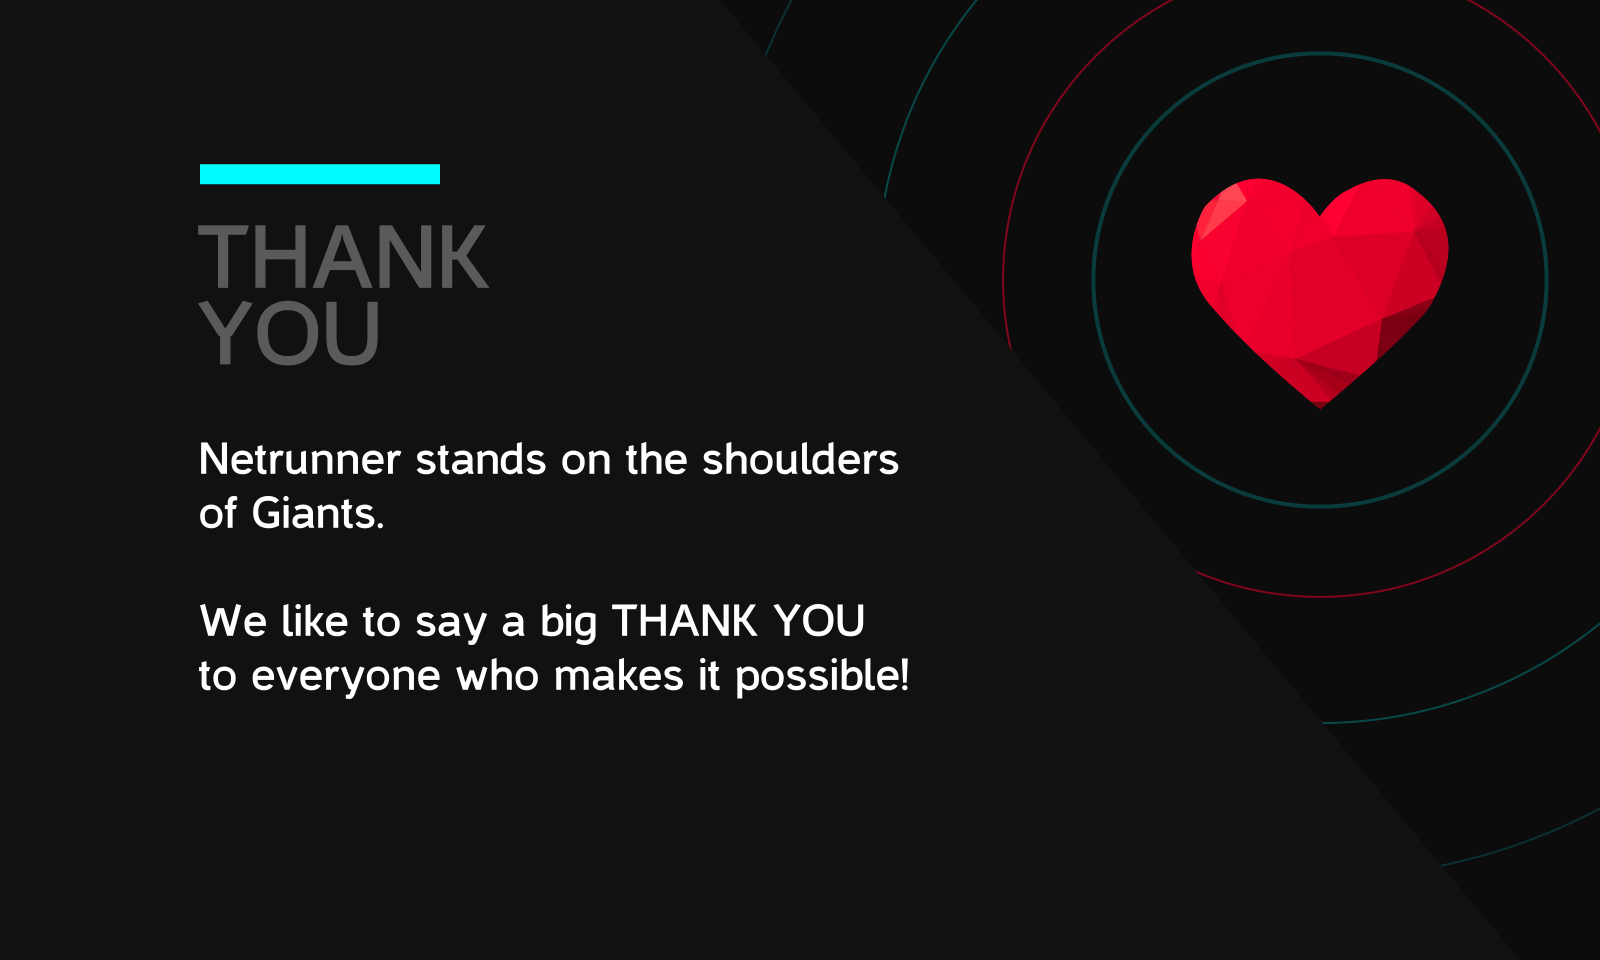 THANK
YOU
Netrunner stands on the shoulders
of Giants.
We like to say a big THANK YOU
to everyone who makes it possible!